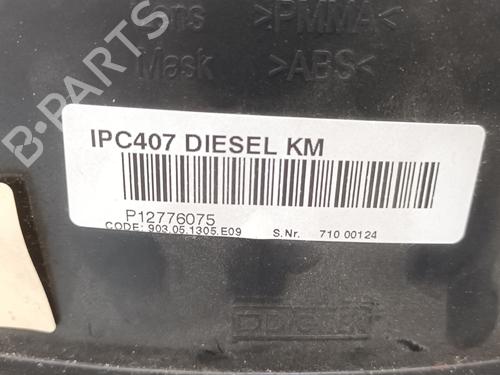 >PMMA<
Mask >ABS<
IPC407 DIESEL KM
P12776075
CODE: 903.05.1305.E09 S.Nr. 710 00124
B-PARTS